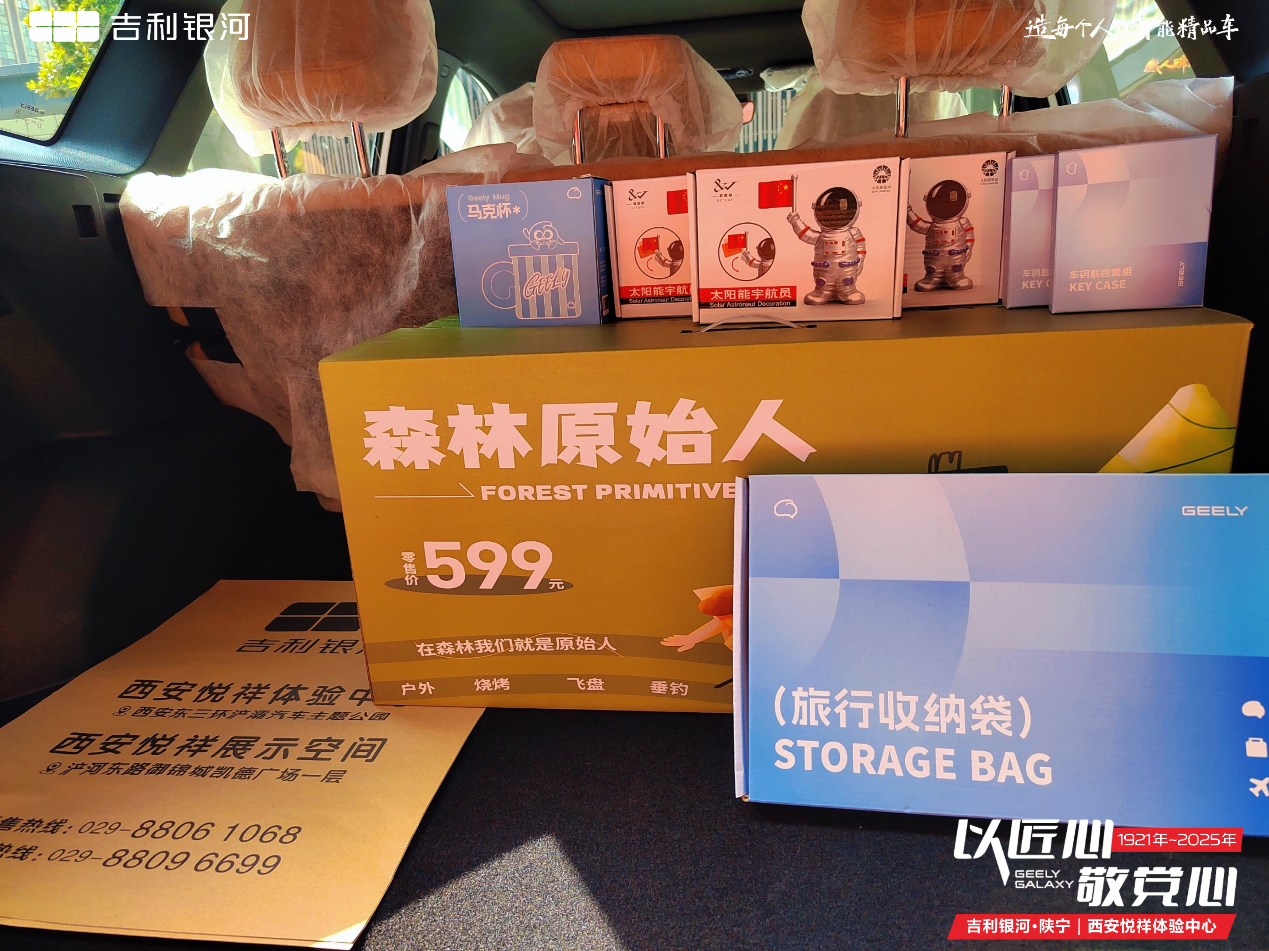 吉利银河
造每个人的智能精品车
GEELY
Geely Mug
(马克杯*)
GEELY
太阳能宇航员
Solar Astronaut Decoration
太阳能宇航员
Solar Astronaut Decoration
车钥匙
KEY C
车钥匙包套组
KEY CASE
GEELY
森林原始人
FOREST PRIMITIVE
零售价 599元
在森林我们就是原始人
户外 烧烤 飞盘 垂钓
GEELY
(旅行收纳袋)
STORAGE BAG
吉利银河
西安悦祥体验中
西安东三环浐灞汽车主题公园
西安悦祥展示空间
浐河东路御锦城凯德广场一层
售热线:029-8806 1068
热线:029-8809 6699
以匠心 1921年~2025年
GEELY GALAXY 敬党心
吉利银河·陕宁 | 西安悦祥体验中心